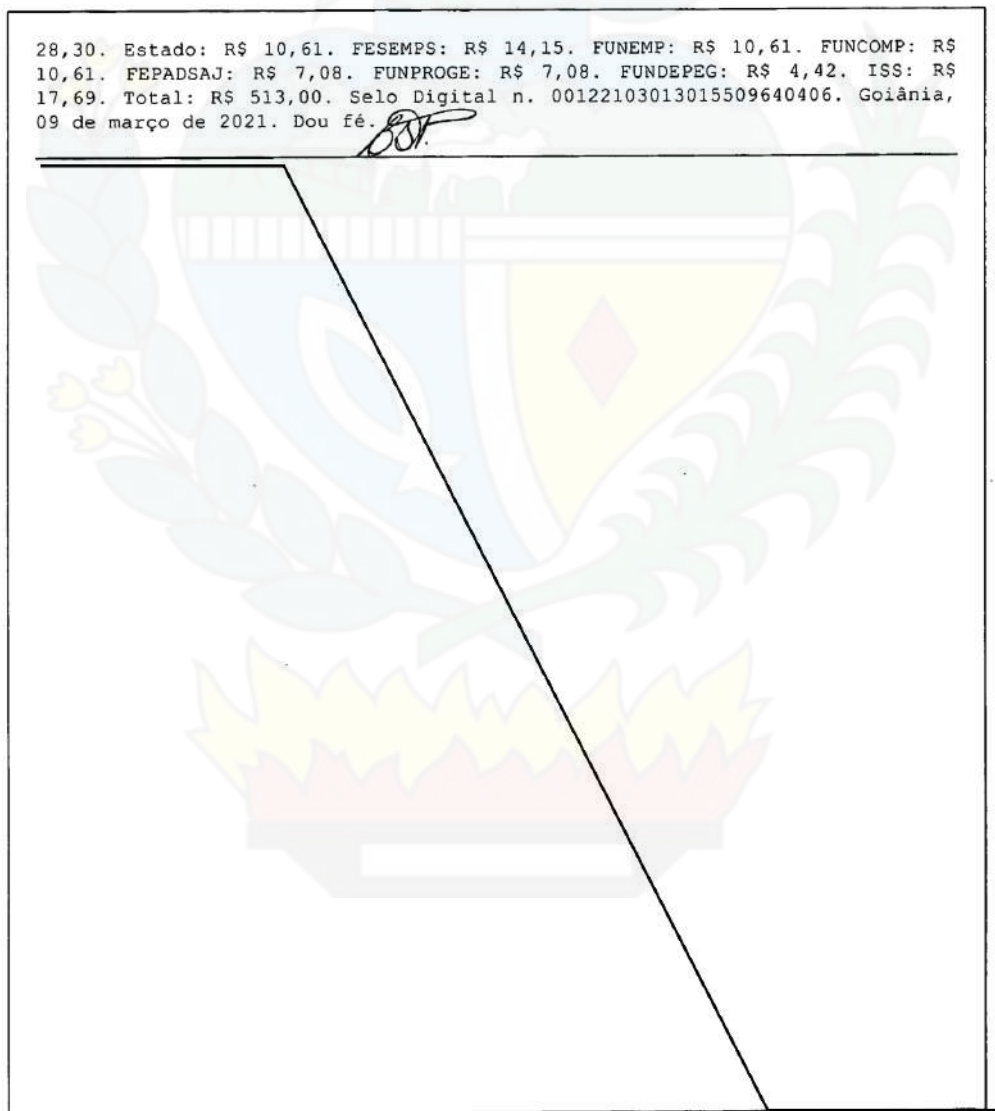 28,30. Estado: R$ 10,61. FESEMPS: R$ 14,15. FUNEMP: R$ 10,61. FUNCOMP: R$
10,61. FEPADSAJ: R$ 7,08. FUNPROGE: R$ 7,08. FUNDEPEG: R$ 4,42. ISS: R$
17,69. Total: R$ 513,00. Selo Digital n. 00122103013015509640406. Goiânia,
09 de março de 2021. Dou fé.